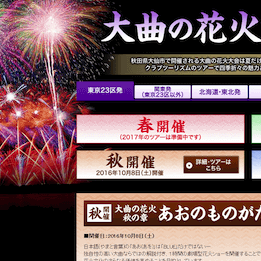 大曲の花火
秋田県大仙市で開催される大曲の花火大会は夏だけ
クラブツーリズムのツアーで四季折々の魅力
東京23区発
関東発
(東京23区以外)
北海道・東北発
春開催
(2017年のツアーは準備中です)
秋開催
2016年10月8日(土)開催
詳細・ツアーは
こちら
秋開催
大曲の花火
秋の章
あおのものがた
■開催日:2016年10月8日(土)